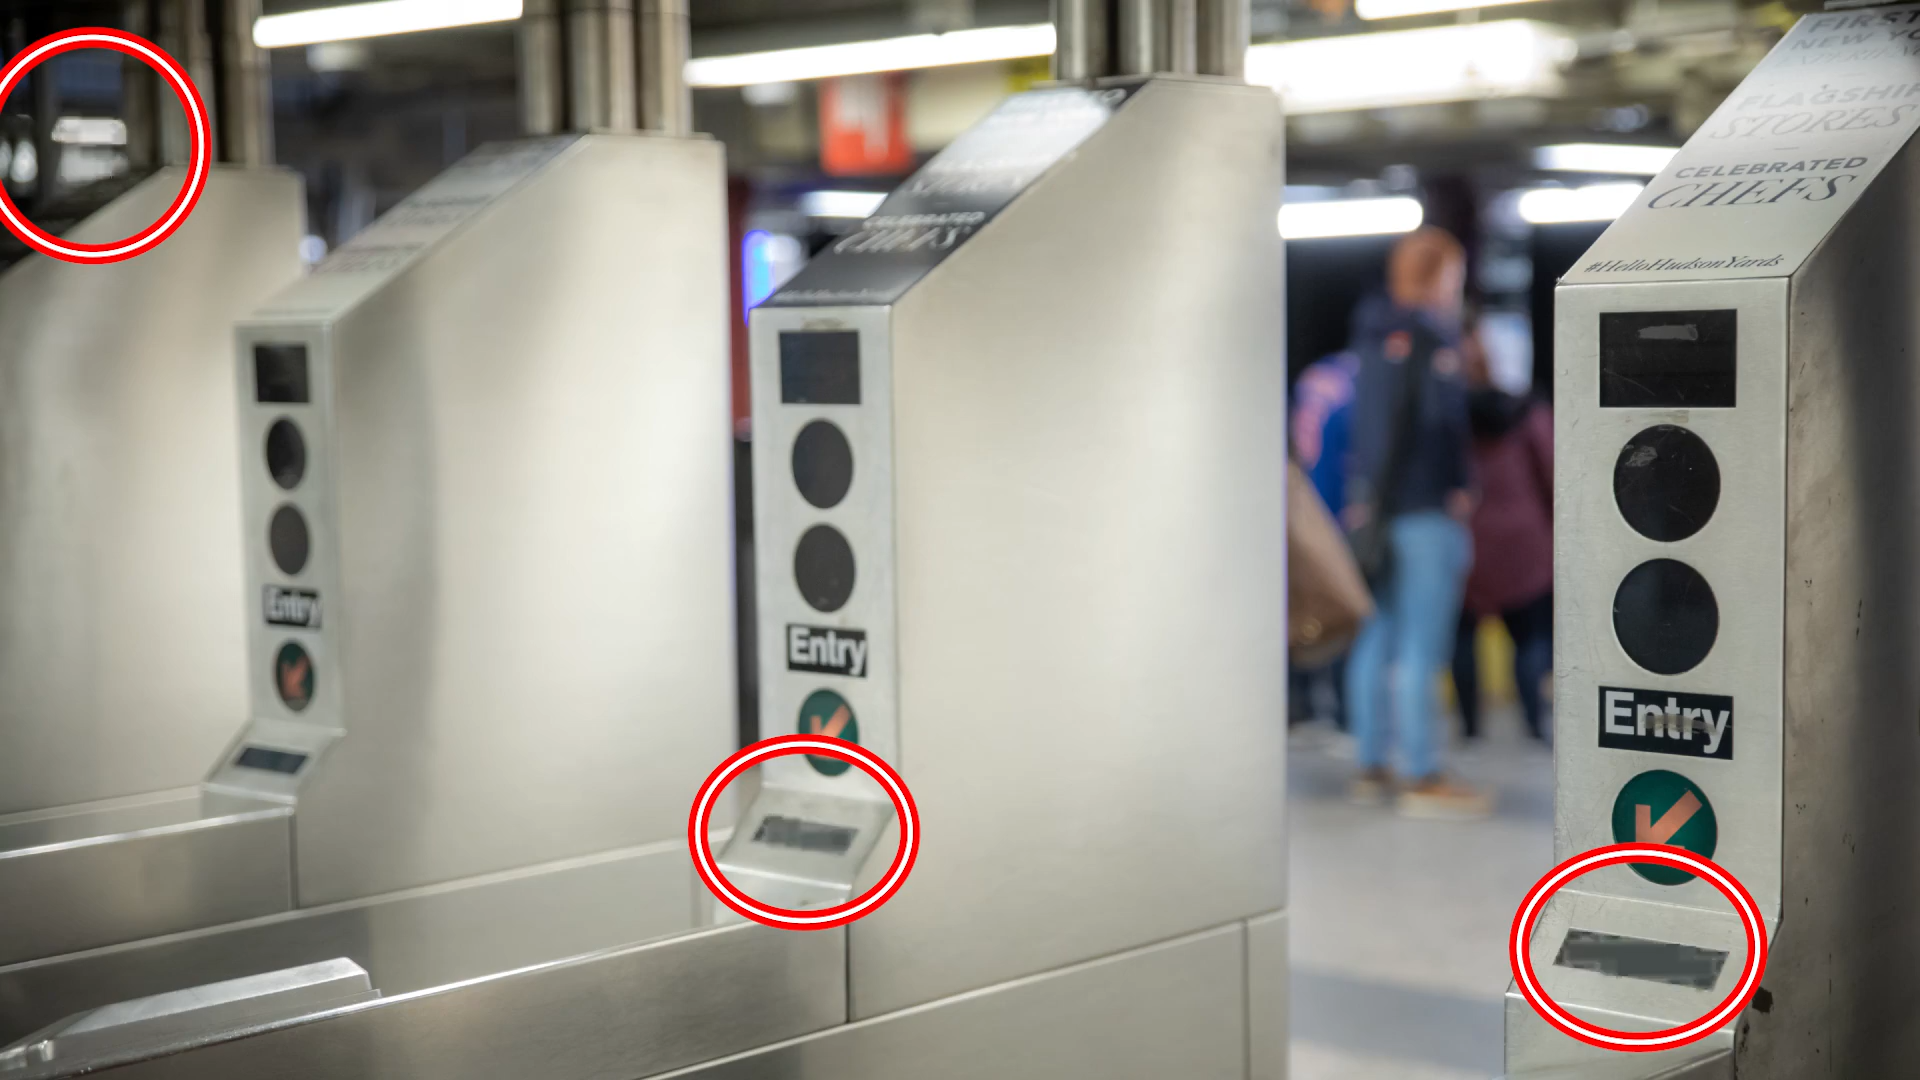 Entry
CELEBRATED
CHEFS
Entry
FIRST
NEW YO
FLAGSHIP
STORES
CELEBRATED
CHEFS
#HelloHudsonYards
Entry